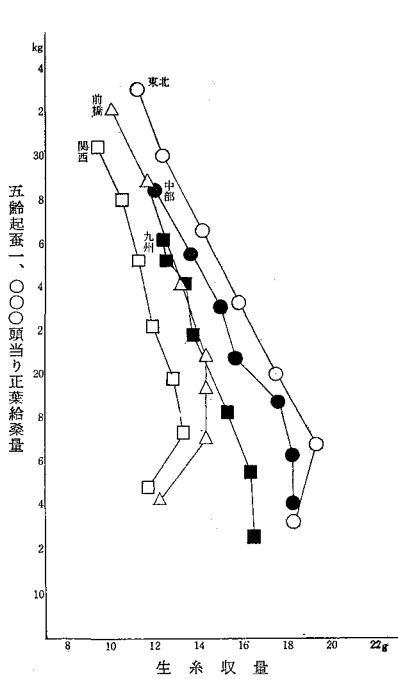 kg
4
2
30
8
6
4
2
20
8
6
4
2
10
東北
前橋
関西
中部
九州
五齢起蚕一、〇〇〇頭当り正葉給桑量
8 10 12 14 16 18 20 22g
生糸収量